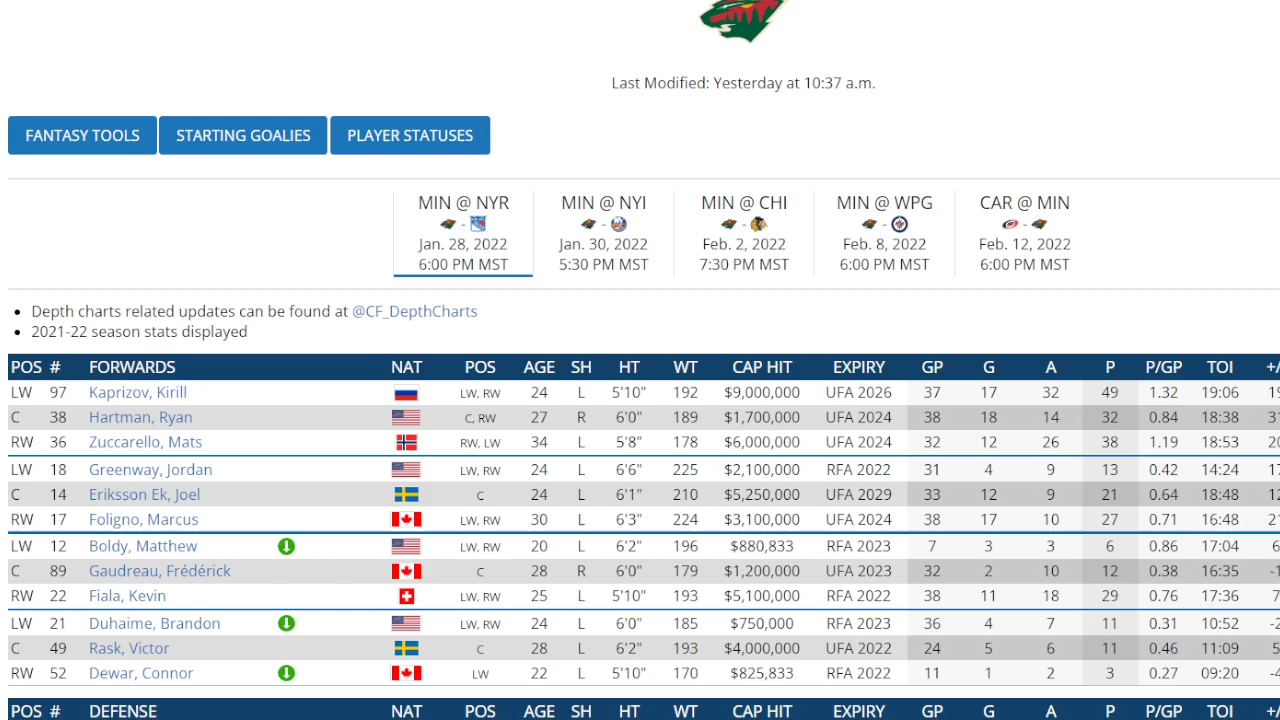 Last Modified: Yesterday at 10:37 a.m.
FANTASY TOOLS STARTING GOALIES PLAYER STATUSES
MIN @ NYR MIN @ NYI MIN @ CHI MIN @ WPG CAR @ MIN
- - - - -
Jan. 28, 2022 Jan. 30, 2022 Feb. 2, 2022 Feb. 8, 2022 Feb. 12, 2022
6:00 PM MST 5:30 PM MST 7:30 PM MST 6:00 PM MST 6:00 PM MST
• Depth charts related updates can be found at @CF_DepthCharts
• 2021-22 season stats displayed
POS # FORWARDS NAT POS AGE SH HT WT CAP HIT EXPIRY GP G A P P/GP TOI +/
LW 97 Kaprizov, Kirill LW, RW 24 L 5'10" 192 $9,000,000 UFA 2026 37 17 32 49 1.32 19:06
C 38 Hartman, Ryan C, RW 27 R 6'0" 189 $1,700,000 UFA 2024 38 18 14 32 0.84 18:38
RW 36 Zuccarello, Mats RW, LW 34 L 5'8" 178 $6,000,000 UFA 2024 32 12 26 38 1.19 18:53
LW 18 Greenway, Jordan LW, RW 24 L 6'6" 225 $2,100,000 RFA 2022 31 4 9 13 0.42 14:24
C 14 Eriksson Ek, Joel C 24 L 6'1" 210 $5,250,000 UFA 2029 33 12 9 21 0.64 18:48
RW 17 Foligno, Marcus LW, RW 30 L 6'3" 224 $3,100,000 UFA 2024 38 17 10 27 0.71 16:48
LW 12 Boldy, Matthew LW, RW 20 L 6'2" 196 $880,833 RFA 2023 7 3 3 6 0.86 17:04
C 89 Gaudreau, Frédérick C 28 R 6'0" 179 $1,200,000 UFA 2023 32 2 10 12 0.38 16:35
RW 22 Fiala, Kevin LW, RW 25 L 5'10" 193 $5,100,000 RFA 2022 38 11 18 29 0.76 17:36
LW 21 Duhaime, Brandon LW, RW 24 L 6'0" 185 $750,000 RFA 2022 36 4 7 11 0.31 10:52
C 49 Rask, Victor C 28 L 6'2" 193 $4,000,000 UFA 2022 24 5 6 11 0.46 11:09
RW 52 Dewar, Connor LW 22 L 5'10" 170 $825,833 RFA 2022 11 1 2 3 0.27 09:20
POS # DEFENSE NAT POS AGE SH HT WT CAP HIT EXPIRY GP G A P P/GP TOI +/